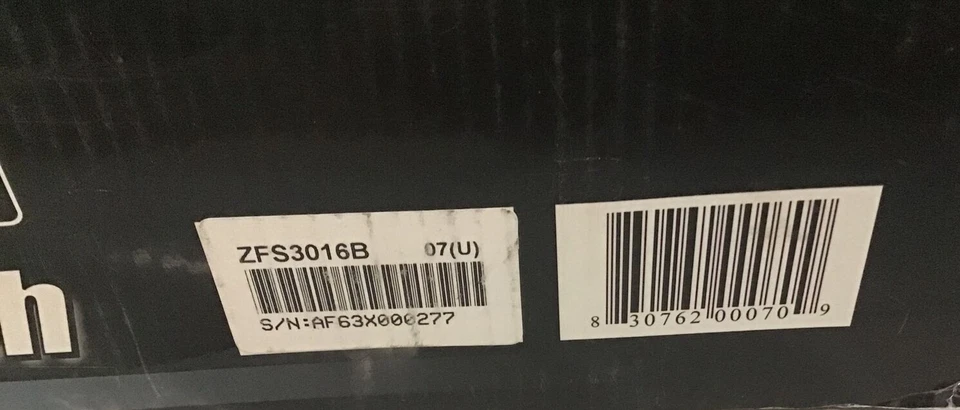 h
ZFS3016B 07(U)
S/N:AF63X000277
8 30762 00070 9